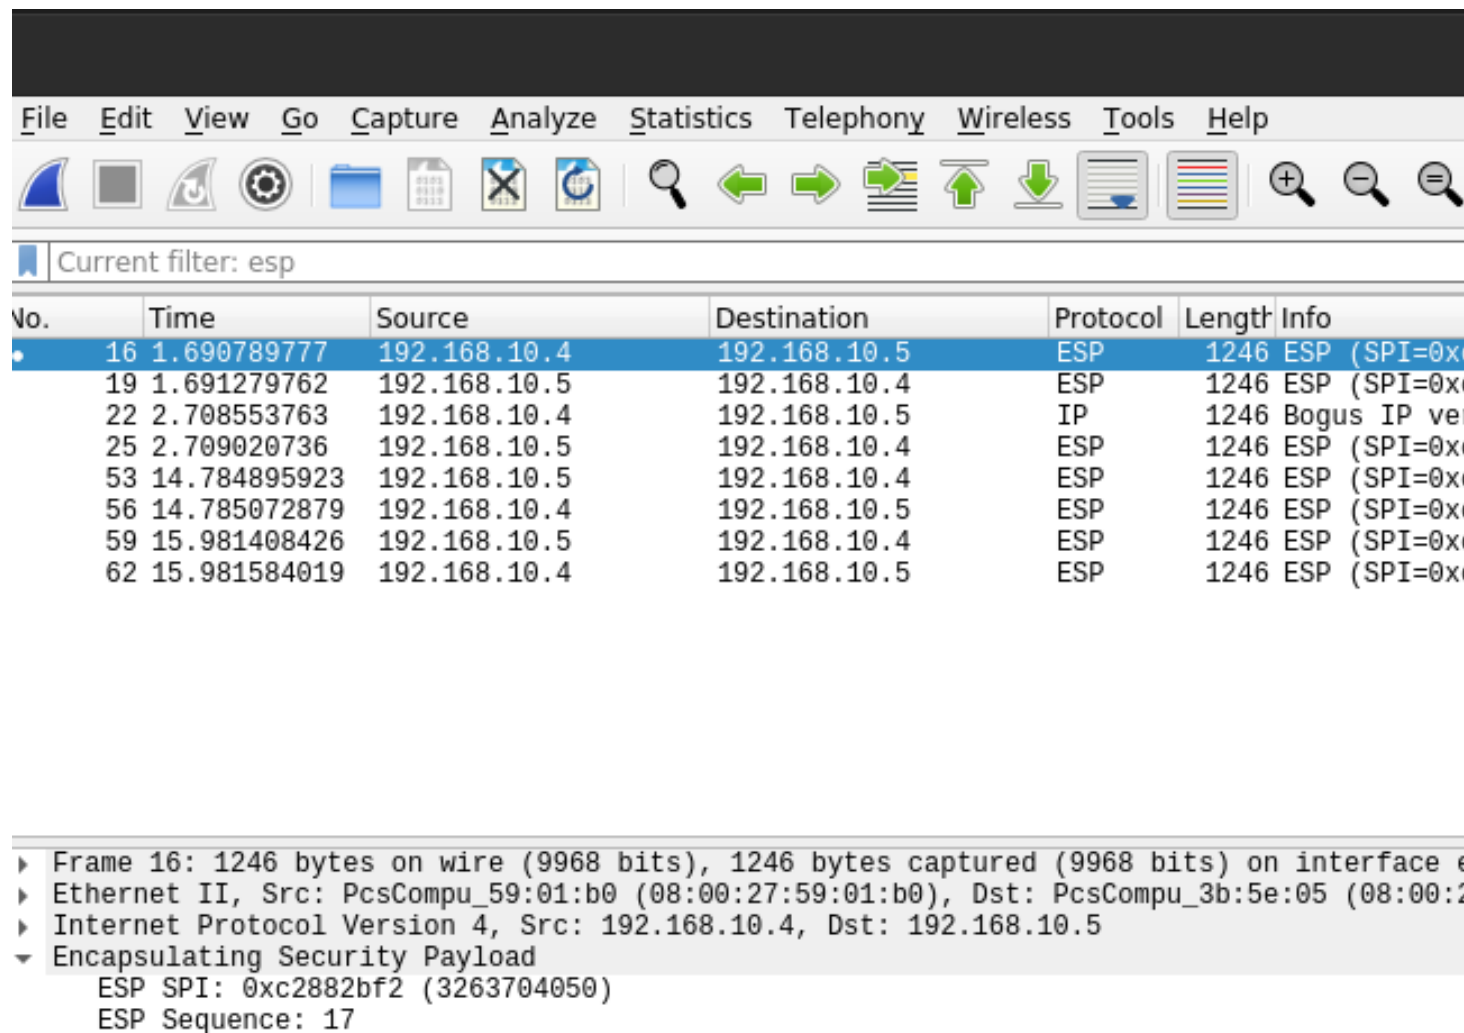 File Edit View Go Capture Analyze Statistics Telephony Wireless Tools Help
Current filter: esp
No. Time Source Destination Protocol Length Info
16 1.690789777 192.168.10.4 192.168.10.5 ESP 1246 ESP (SPI=0x
19 1.691279762 192.168.10.5 192.168.10.4 ESP 1246 ESP (SPI=0x
22 2.708553763 192.168.10.4 192.168.10.5 IP 1246 Bogus IP ve
25 2.709020736 192.168.10.5 192.168.10.4 ESP 1246 ESP (SPI=0x
53 14.784895923 192.168.10.5 192.168.10.4 ESP 1246 ESP (SPI=0x
56 14.785072879 192.168.10.4 192.168.10.5 ESP 1246 ESP (SPI=0x
59 15.981408426 192.168.10.5 192.168.10.4 ESP 1246 ESP (SPI=0x
62 15.981584019 192.168.10.4 192.168.10.5 ESP 1246 ESP (SPI=0x
Frame 16: 1246 bytes on wire (9968 bits), 1246 bytes captured (9968 bits) on interface
Ethernet II, Src: PcsCompu_59:01:b0 (08:00:27:59:01:b0), Dst: PcsCompu_3b:5e:05 (08:00:2
Internet Protocol Version 4, Src: 192.168.10.4, Dst: 192.168.10.5
Encapsulating Security Payload
ESP SPI: 0xc2882bf2 (3263704050)
ESP Sequence: 17